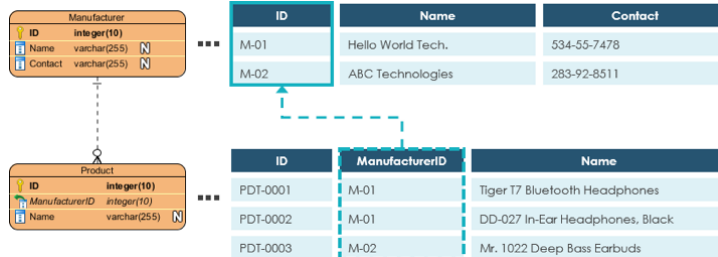 Manufacturer
ID integer(10)
Name varchar(255) N
Contact varchar(255) N
ID Name Contact
M-01 Hello World Tech. 534-55-7478
M-02 ABC Technologies 283-92-8511
Product
ID integer(10)
ManufacturerID integer(10)
Name varchar(255) N
ID ManufacturerID Name
PDT-0001 M-01 Tiger T7 Bluetooth Headphones
PDT-0002 M-01 DD-027 In-Ear Headphones, Black
PDT-0003 M-02 Mr. 1022 Deep Bass Earbuds